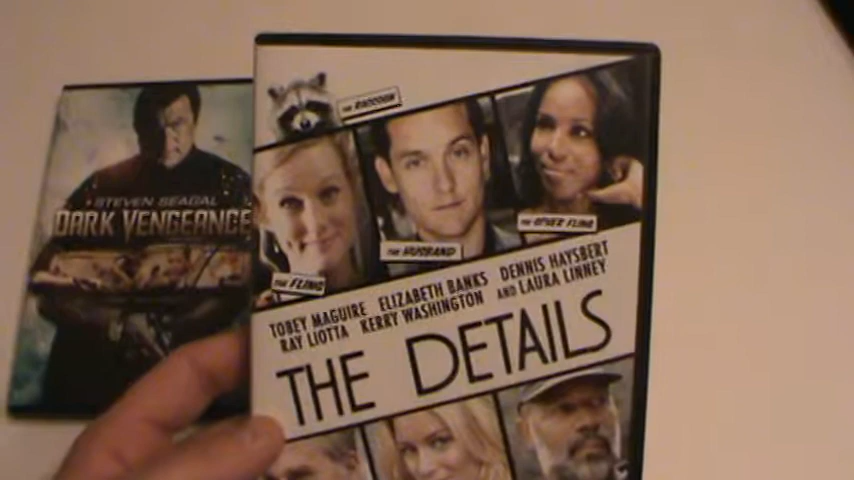 THE RACCOON
THE FLING
THE HUSBAND
THE OTHER FLING
TOBEY MAGUIRE ELIZABETH BANKS DENNIS HAYSBERT
RAY LIOTTA KERRY WASHINGTON AND LAURA LINNEY
THE DETAILS
STEVEN SEAGAL
DARK VENGEANCE